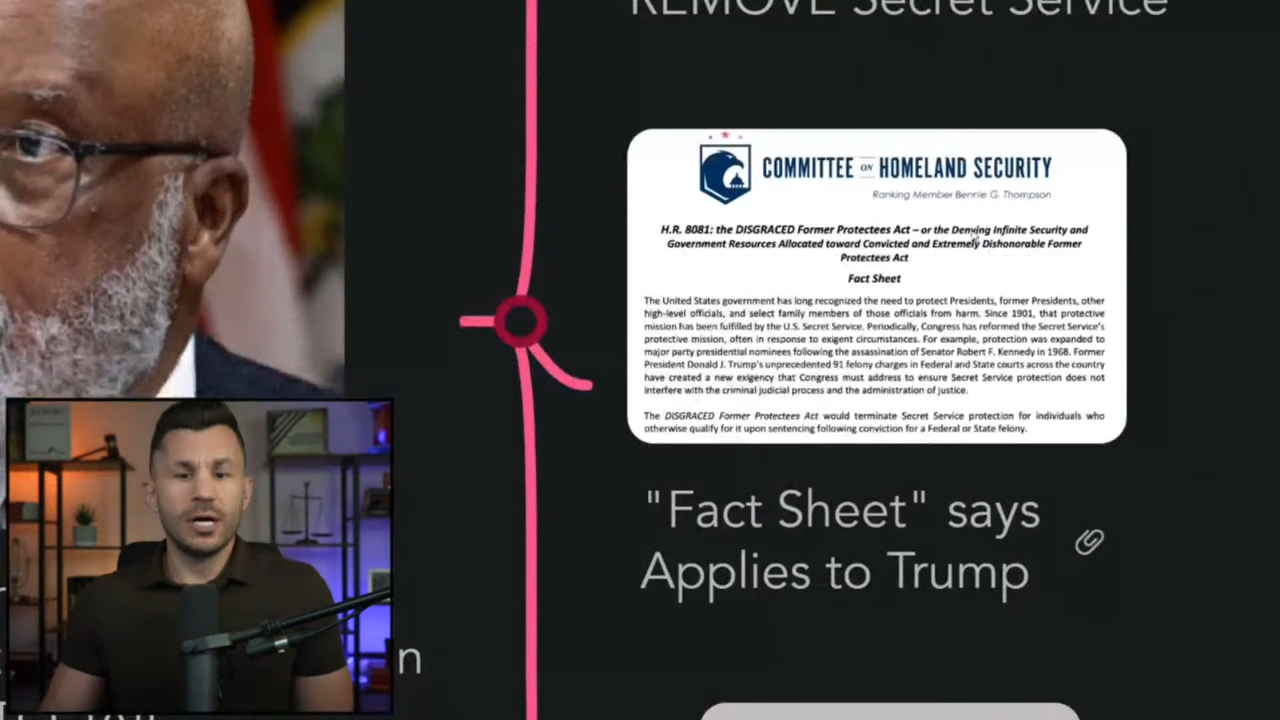 REMOVE Secret Service
COMMITTEE ON HOMELAND SECURITY
Ranking Member Bennie G. Thompson
H.R. 8081: the DISGRACED Former Protectees Act – or the Denying Infinite Security and
Government Resources Allocated toward Convicted and Extremely Dishonorable Former
Protectees Act
Fact Sheet
The United States government has long recognized the need to protect Presidents, former Presidents, other
high-level officials, and select family members of those officials from harm. Since 1901, that protective
mission has been fulfilled by the U.S. Secret Service. Periodically, Congress has reformed the Secret Service's
protective mission, often in response to exigent circumstances. For example, protection was expanded to
major party presidential nominees following the assassination of Senator Robert F. Kennedy in 1968. Former
President Donald J. Trump's unprecedented 91 felony charges in Federal and State courts across the country
have created a new exigency that Congress must address to ensure Secret Service protection does not
interfere with the criminal judicial process and the administration of justice.
The DISGRACED Former Protectees Act would terminate Secret Service protection for individuals who
otherwise qualify for it upon sentencing following conviction for a Federal or State felony.
"Fact Sheet" says
Applies to Trump
n